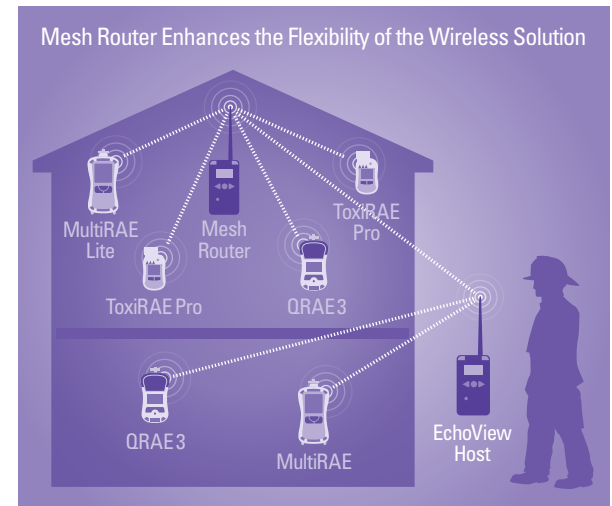 Mesh Router Enhances the Flexibility of the Wireless Solution
MultiRAE
Lite
Mesh
Router
ToxiRAE
Pro
ToxiRAE Pro
QRAE 3
QRAE 3
MultiRAE
EchoView
Host